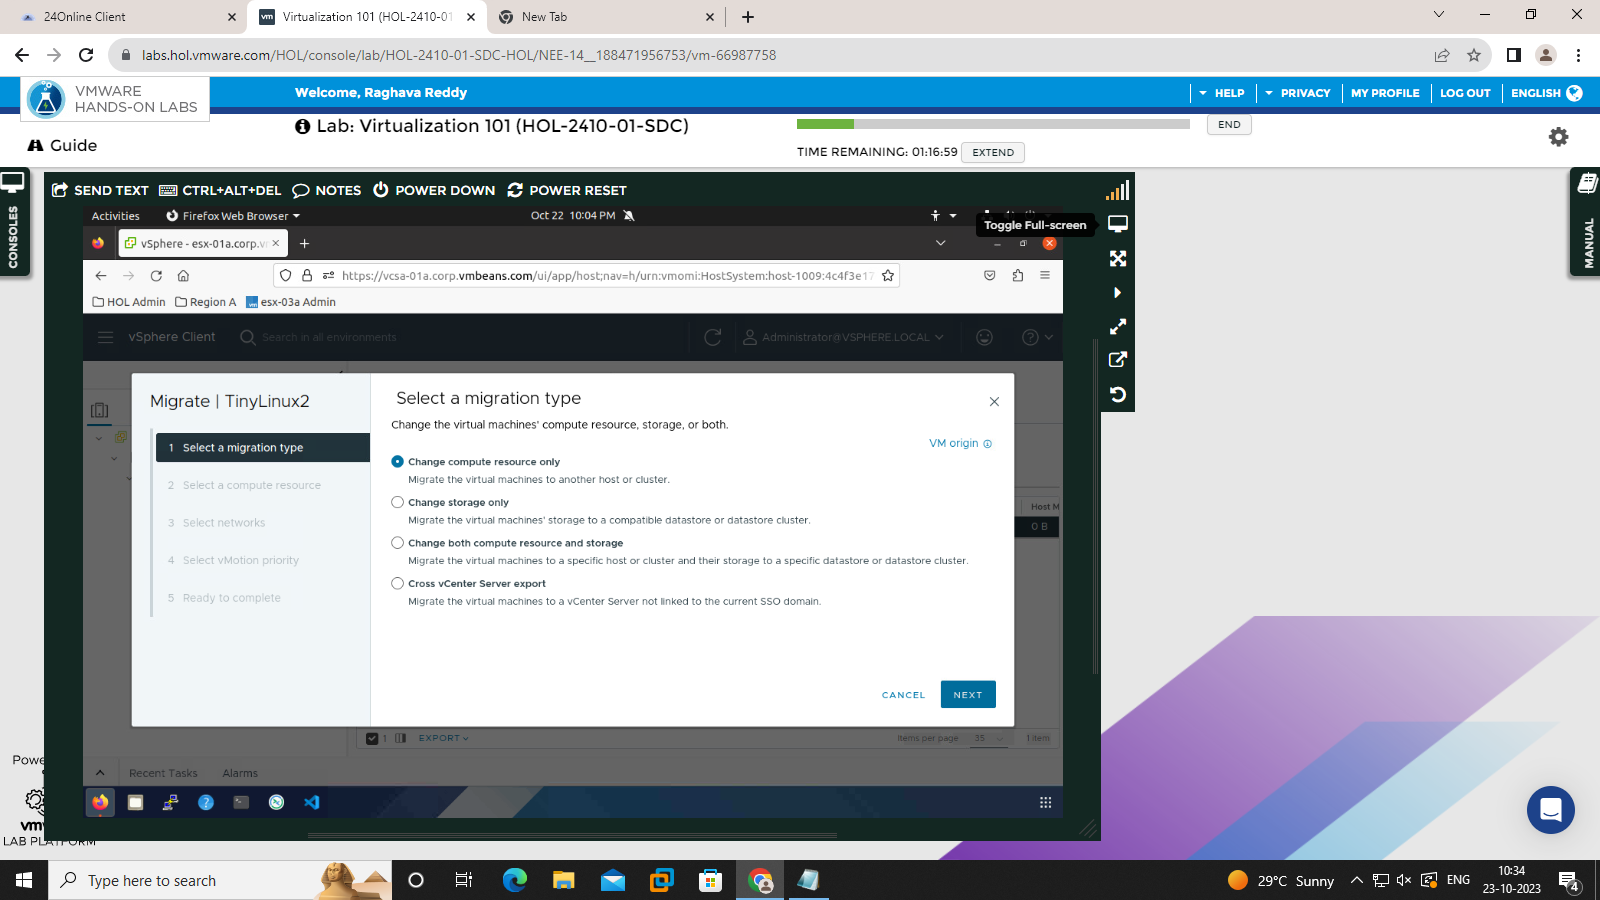 24Online Client
vm Virtualization 101 (HOL-2410-01
New Tab
labs.hol.vmware.com/HOL/console/lab/HOL-2410-01-SDC-HOL/NEE-14__188471956753/vm-66987758
VMWARE
HANDS-ON LABS
Welcome, Raghava Reddy
HELP
PRIVACY
MY PROFILE
LOG OUT
ENGLISH
Lab: Virtualization 101 (HOL-2410-01-SDC)
END
Guide
TIME REMAINING: 01:16:59
EXTEND
CONSOLES
MANUAL
SEND TEXT
CTRL+ALT+DEL
NOTES
POWER DOWN
POWER RESET
Activities
Firefox Web Browser
Oct 22 10:04 PM
Toggle Full-screen
vSphere - esx-01a.corp.v
https://vcsa-01a.corp.vmbeans.com/ui/app/host;nav=h/urn:vmomi:HostSystem:host-1009:4c4f3e17
HOL Admin
Region A
vm esx-03a Admin
vSphere Client
Search in all environments
Administrator@VSPHERE.LOCAL
Migrate | TinyLinux2
Select a migration type
Change the virtual machines' compute resource, storage, or both.
VM origin
1 Select a migration type
2 Select a compute resource
3 Select networks
4 Select vMotion priority
5 Ready to complete
Change compute resource only
Migrate the virtual machines to another host or cluster.
Change storage only
Migrate the virtual machines' storage to a compatible datastore or datastore cluster.
Change both compute resource and storage
Migrate the virtual machines to a specific host or cluster and their storage to a specific datastore or datastore cluster.
Cross vCenter Server export
Migrate the virtual machines to a vCenter Server not linked to the current SSO domain.
Host M
0 B
CANCEL
NEXT
1
EXPORT
Items per page
35
1 item
Recent Tasks
Alarms
Powe
vmw
LAB PLATFORM
Type here to search
29°C Sunny
ENG
10:34
23-10-2023
4